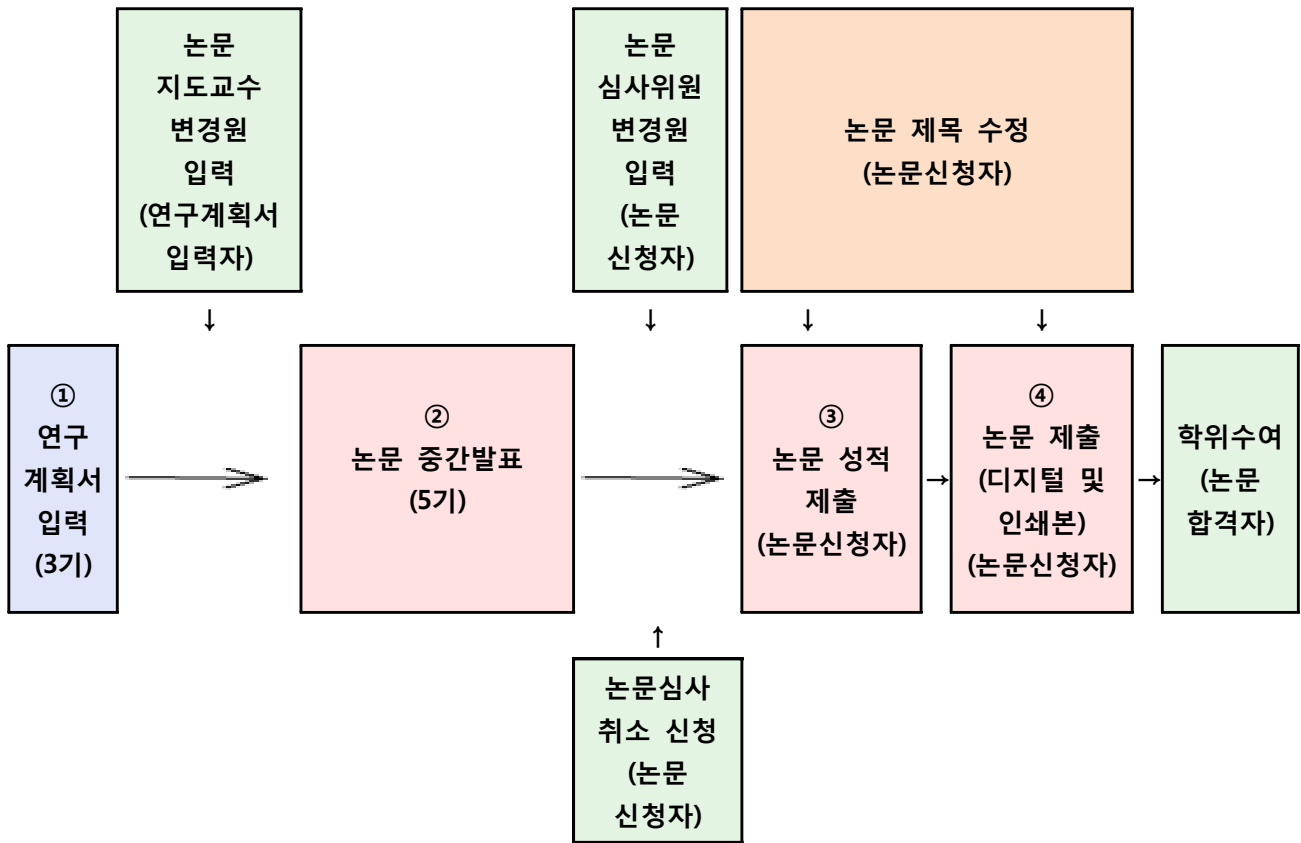 논문
지도교수
변경원
입력
(연구계획서
입력자)
논문
심사위원
변경원
입력
(논문
신청자)
논문 제목 수정
(논문신청자)
↓
↓
↓
↓
①
연구
계획서
입력
(3기)
②
논문 중간발표
(5기)
③
논문 성적
제출
(논문신청자)
→
④
논문 제출
(디지털 및
인쇄본)
(논문신청자)
→
학위수여
(논문
합격자)
↑
논문심사
취소 신청
(논문
신청자)